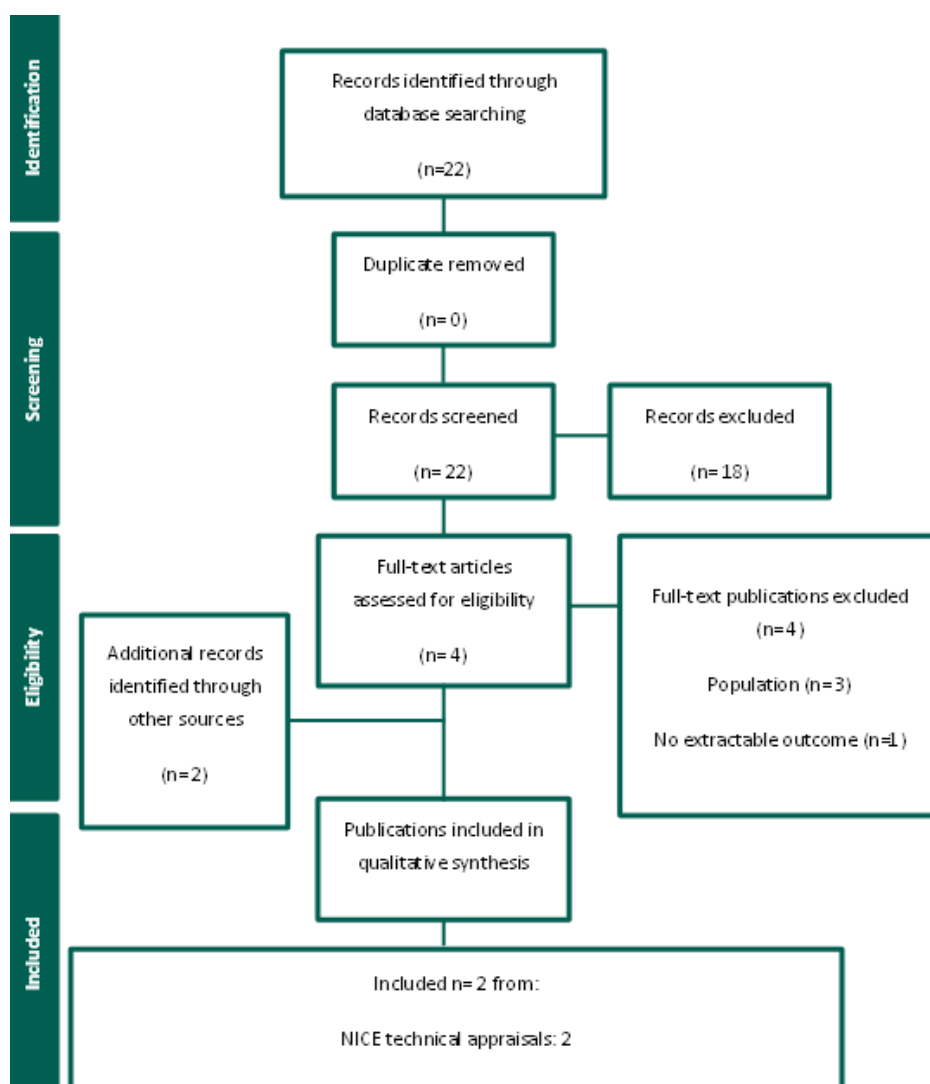 Identification
Records identified through
database searching
(n=22)
Screening
Duplicate removed
(n= 0)
Records screened
(n= 22)
Records excluded
(n= 18)
Eligibility
Full-text articles
assessed for eligibility
(n= 4)
Full-text publications excluded
(n=4)
Population (n=3)
No extractable outcome (n=1)
Additional records
identified through
other sources
(n= 2)
Included
Publications included in
qualitative synthesis
Included n= 2 from:
NICE technical appraisals: 2